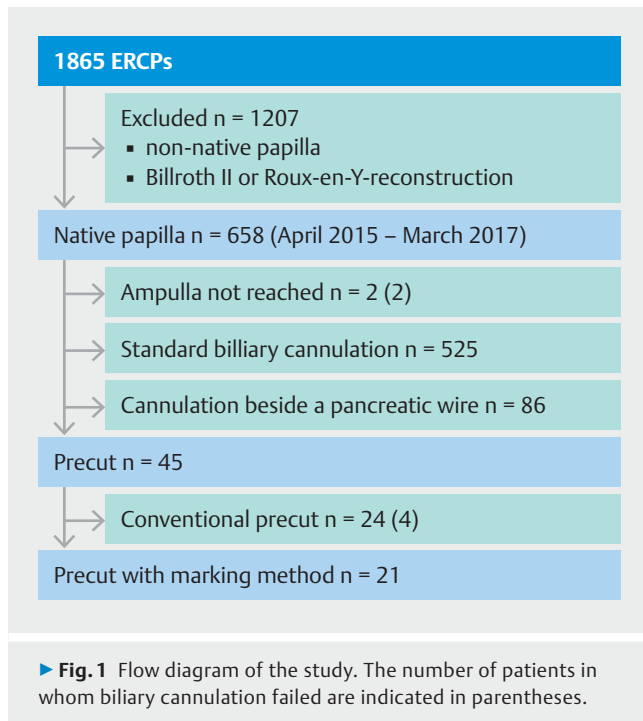 1865 ERCPs
Excluded n = 1207
▪ non-native papilla
▪ Billroth II or Roux-en-Y-reconstruction
Native papilla n = 658 (April 2015 – March 2017)
Ampulla not reached n = 2 (2)
Standard billiary cannulation n = 525
Cannulation beside a pancreatic wire n = 86
Precut n = 45
Conventional precut n = 24 (4)
Precut with marking method n = 21
▶ Fig. 1 Flow diagram of the study. The number of patients in
whom biliary cannulation failed are indicated in parentheses.